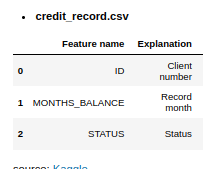 • credit_record.csv
Feature name Explanation
0 ID Client number
1 MONTHS_BALANCE Record month
2 STATUS Status
source: Kaggle